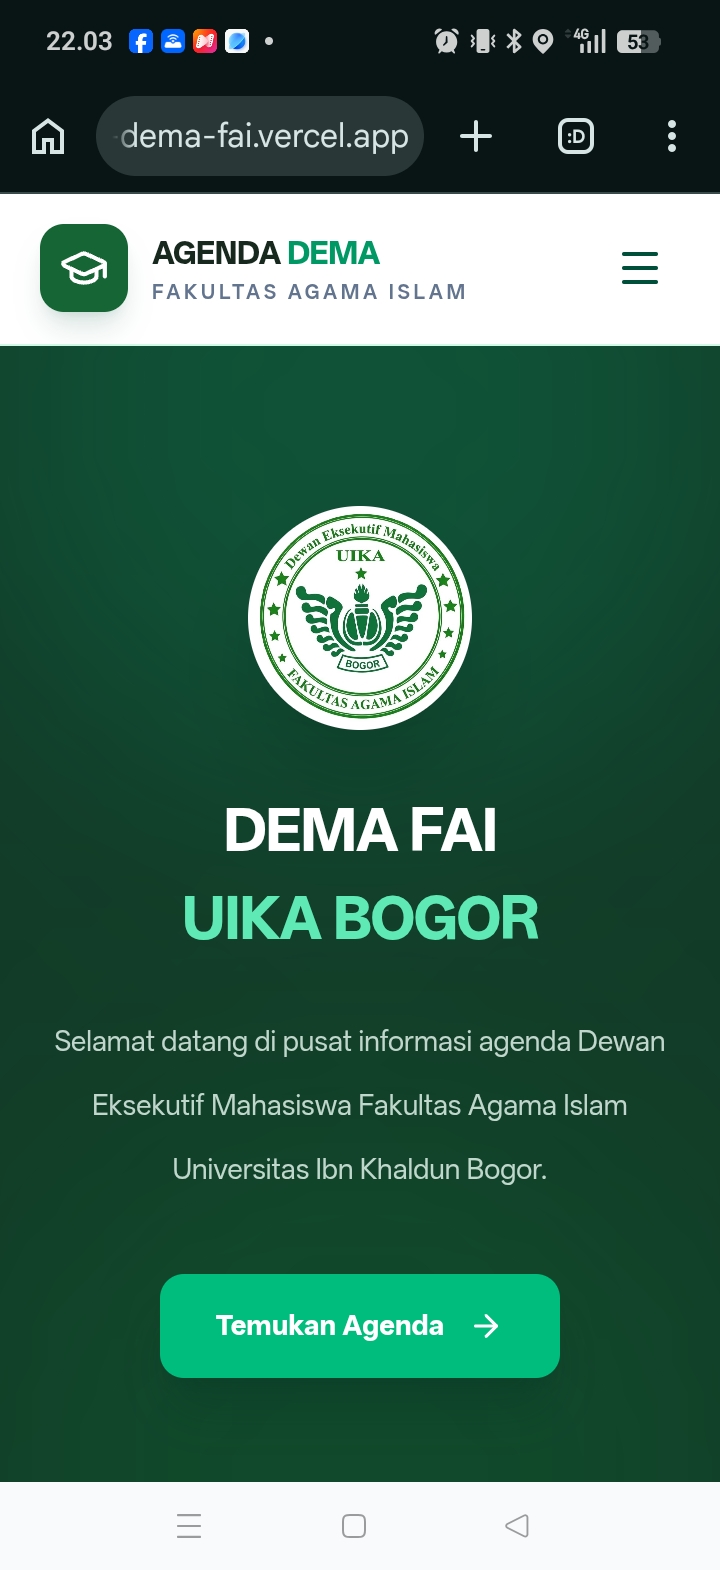 22.03
4G
53
-dema-fai.vercel.app
:D
AGENDA DEMA
FAKULTAS AGAMA ISLAM
Dewan Eksekutif Mahasiswa
UIKA
BOGOR
FAKULTAS AGAMA ISLAM
DEMA FAI
UIKA BOGOR
Selamat datang di pusat informasi agenda Dewan
Eksekutif Mahasiswa Fakultas Agama Islam
Universitas Ibn Khaldun Bogor.
Temukan Agenda